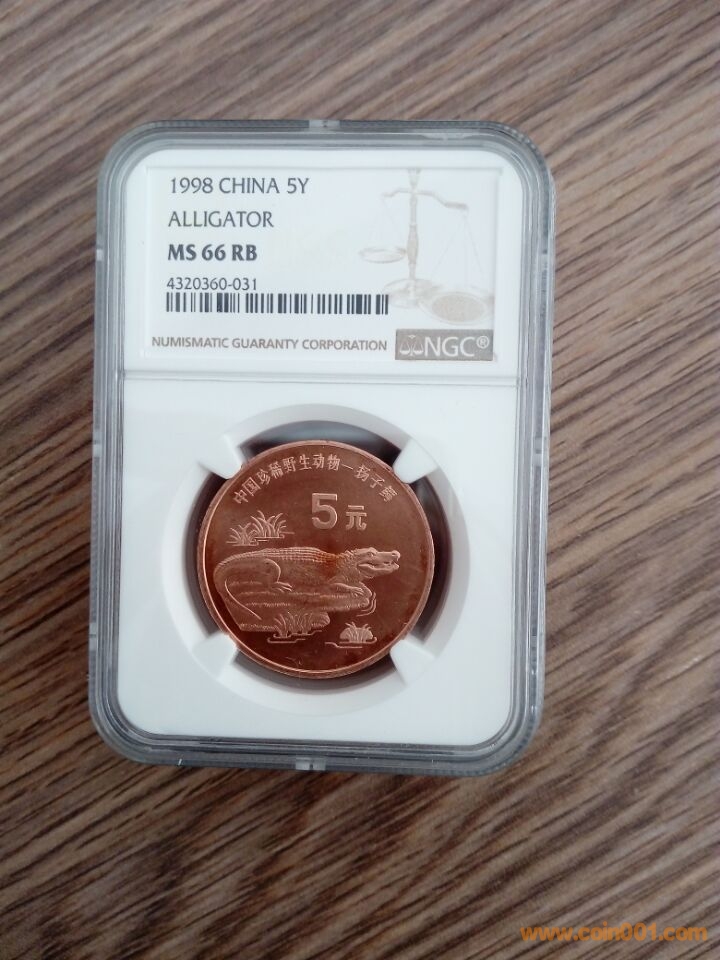 1998 CHINA 5Y
ALLIGATOR
MS 66 RB
4320360-031
NUMISMATIC GUARANTY CORPORATION
NGC®
中国珍稀野生动物—扬子鳄
5元
www.coin001.com